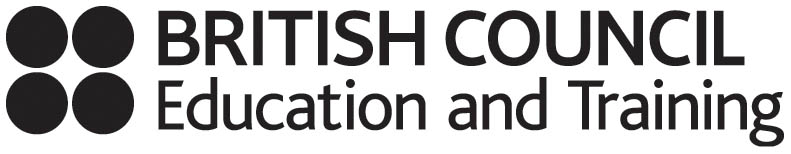 BRITISH COUNCIL
Education and Training